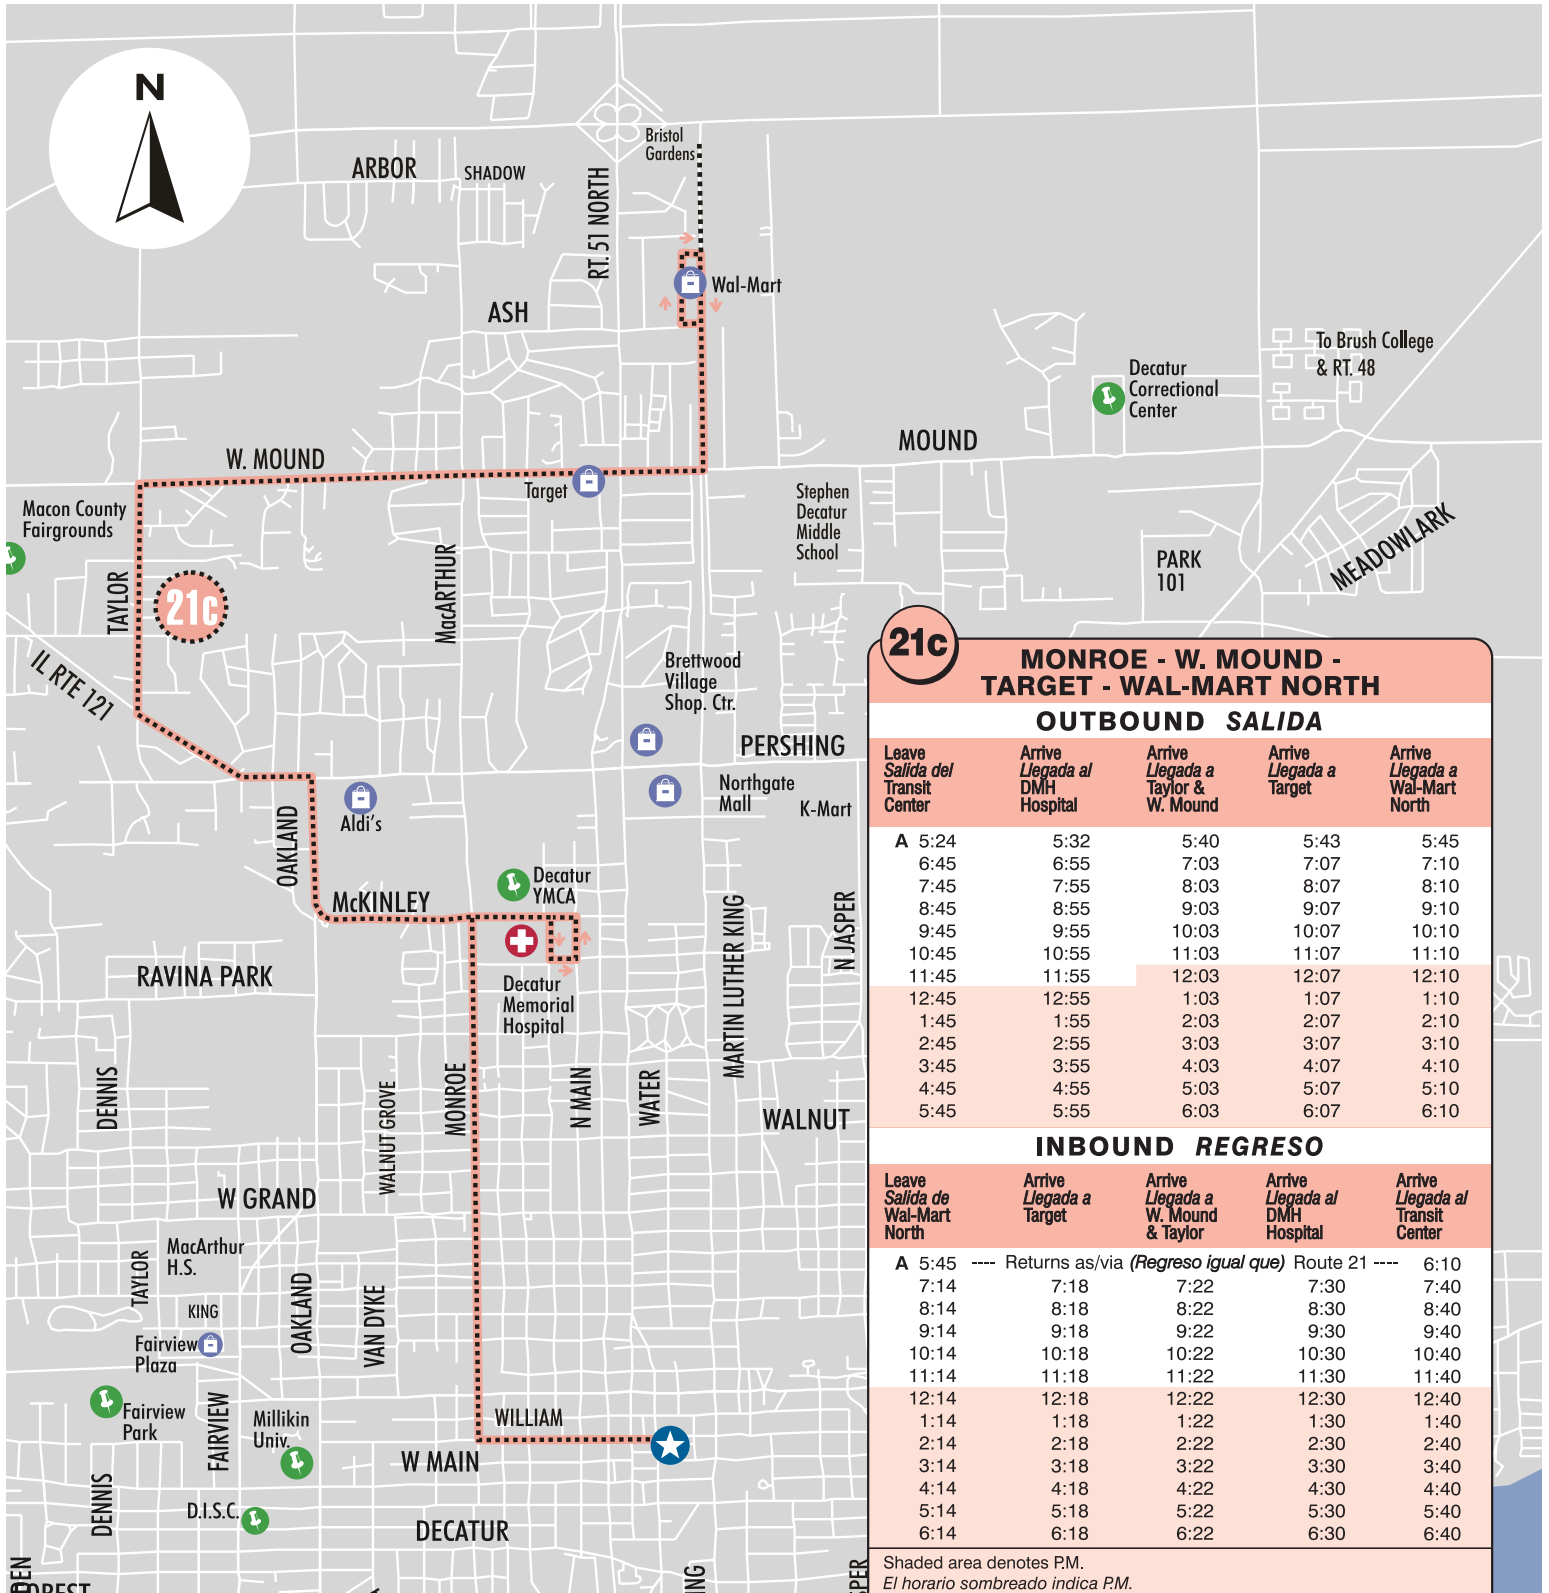 N
ARBOR
SHADOW
RT. 51 NORTH
Bristol
Gardens
Wal-Mart
ASH
To Brush College
& RT. 48
Decatur
Correctional
Center
MOUND
W. MOUND
Target
Macon County
Fairgrounds
Stephen
Decatur
Middle
School
MEADOWLARK
PARK
101
TAYLOR
21c
MacARTHUR
IL RTE 121
Brettwood
Village
Shop. Ctr.
PERSHING
Northgate
Mall
K-Mart
OAKLAND
Aldi's
Decatur
YMCA
McKINLEY
MARTIN LUTHER KING
N JASPER
RAVINA PARK
Decatur
Memorial
Hospital
DENNIS
WALNUT GROVE
MONROE
N MAIN
WATER
WALNUT
W GRAND
MacArthur
H.S.
TAYLOR
KING
OAKLAND
VAN DYKE
Fairview
Plaza
Fairview
Park
FAIRVIEW
Millikin
Univ.
WILLIAM
W MAIN
DENNIS
D.I.S.C.
DECATUR
DEN
FOREST
NG
SPER
21c
MONROE - W. MOUND -
TARGET - WAL-MART NORTH
OUTBOUND SALIDA
Leave Salida del Transit Center Arrive Llegada al DMH Hospital Arrive Llegada a Taylor & W. Mound Arrive Llegada a Target Arrive Llegada a Wal-Mart North
A 5:24 5:32 5:40 5:43 5:45
6:45 6:55 7:03 7:07 7:10
7:45 7:55 8:03 8:07 8:10
8:45 8:55 9:03 9:07 9:10
9:45 9:55 10:03 10:07 10:10
10:45 10:55 11:03 11:07 11:10
11:45 11:55 12:03 12:07 12:10
12:45 12:55 1:03 1:07 1:10
1:45 1:55 2:03 2:07 2:10
2:45 2:55 3:03 3:07 3:10
3:45 3:55 4:03 4:07 4:10
4:45 4:55 5:03 5:07 5:10
5:45 5:55 6:03 6:07 6:10
INBOUND REGRESO
Leave Salida de Wal-Mart North Arrive Llegada a Target Arrive Llegada a W. Mound & Taylor Arrive Llegada al DMH Hospital Arrive Llegada al Transit Center
A 5:45 ---- Returns as/via (Regreso igual que) Route 21 ---- 6:10
7:14 7:18 7:22 7:30 7:40
8:14 8:18 8:22 8:30 8:40
9:14 9:18 9:22 9:30 9:40
10:14 10:18 10:22 10:30 10:40
11:14 11:18 11:22 11:30 11:40
12:14 12:18 12:22 12:30 12:40
1:14 1:18 1:22 1:30 1:40
2:14 2:18 2:22 2:30 2:40
3:14 3:18 3:22 3:30 3:40
4:14 4:18 4:22 4:30 4:40
5:14 5:18 5:22 5:30 5:40
6:14 6:18 6:22 6:30 6:40
Shaded area denotes P.M.
El horario sombreado indica P.M.